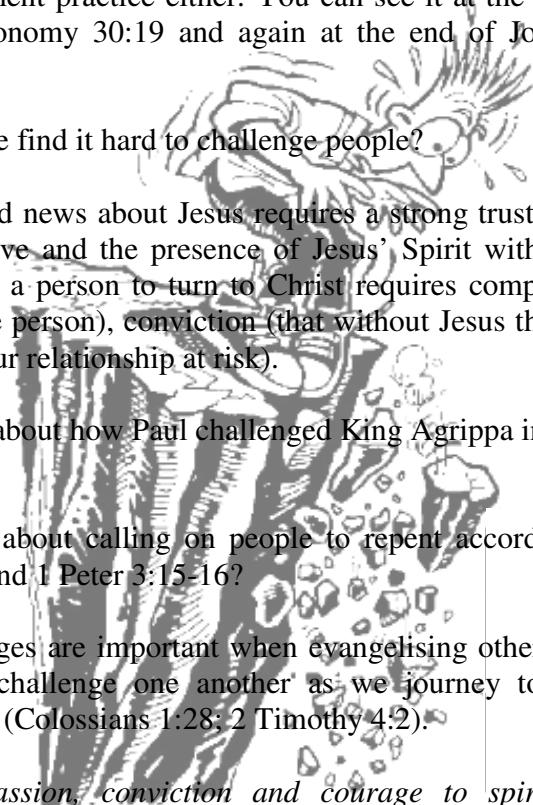 ent practice either. You can see it at the
onomy 30:19 and again at the end of Jo
e find it hard to challenge people?
d news about Jesus requires a strong trust
ve and the presence of Jesus' Spirit with
a person to turn to Christ requires comp
e person), conviction (that without Jesus th
ur relationship at risk).
about how Paul challenged King Agrippa in
about calling on people to repent accord
nd 1 Peter 3:15-16?
ges are important when evangelising other
challenge one another as we journey to
(Colossians 1:28; 2 Timothy 4:2).
assion, conviction and courage to spir